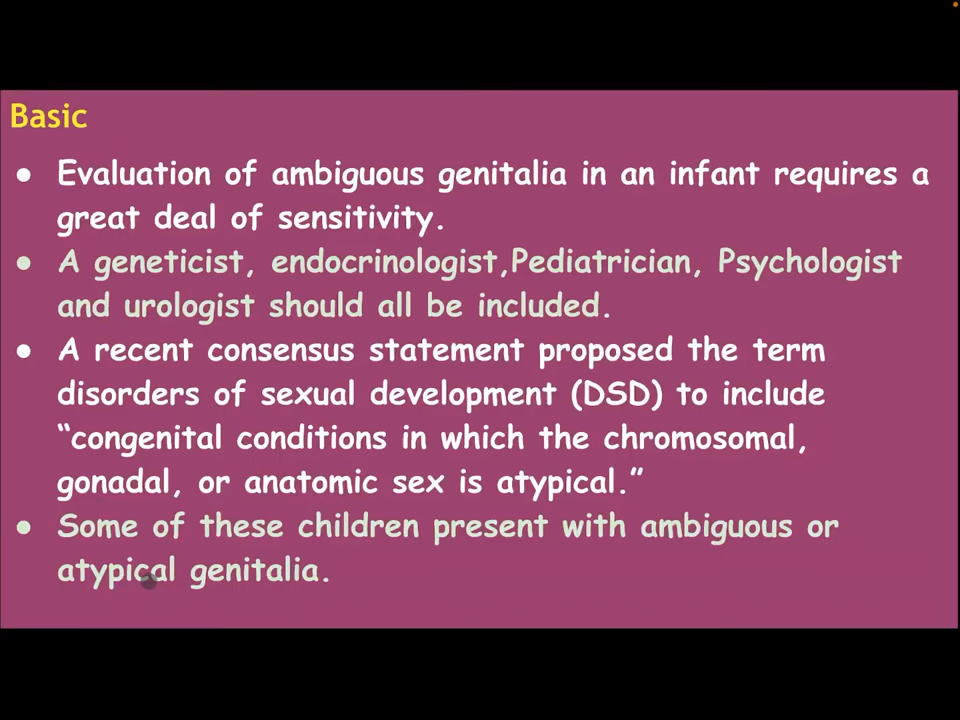 Basic
● Evaluation of ambiguous genitalia in an infant requires a
great deal of sensitivity.
● A geneticist, endocrinologist,Pediatrician, Psychologist
and urologist should all be included.
● A recent consensus statement proposed the term
disorders of sexual development (DSD) to include
“congenital conditions in which the chromosomal,
gonadal, or anatomic sex is atypical.”
● Some of these children present with ambiguous or
atypical genitalia.